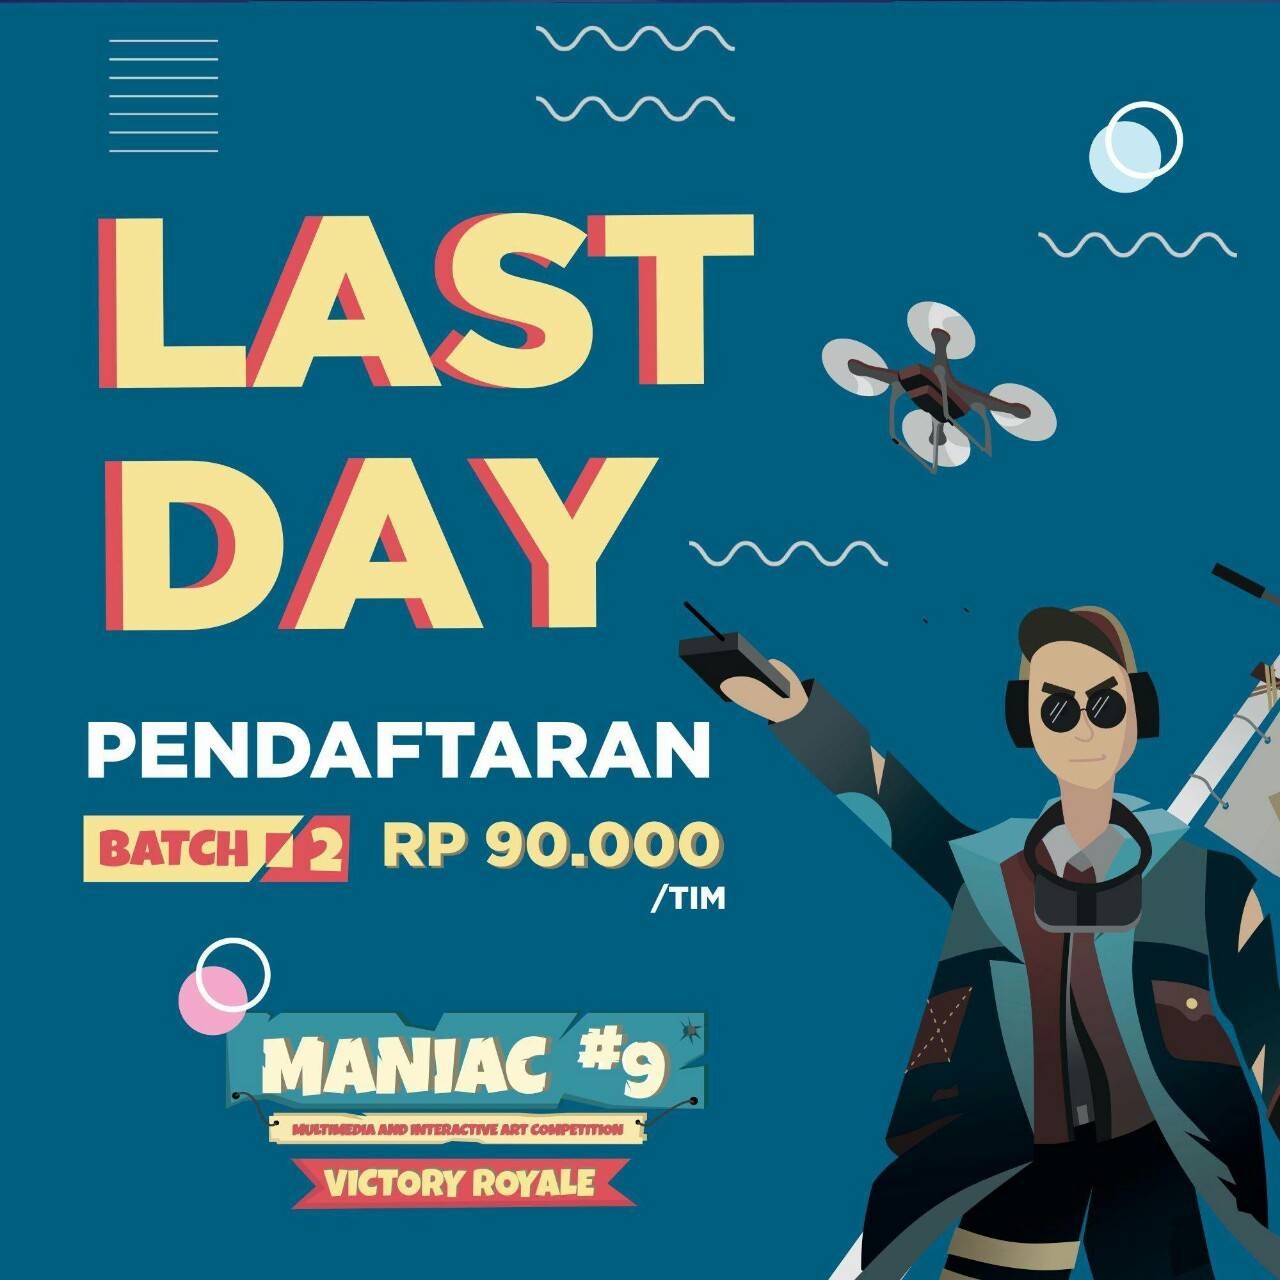 LAST
DAY
PENDAFTARAN
BATCH 2 RP 90.000
/TIM
MANIAC #9
MULTIMEDIA AND INTERACTIVE ART COMPETITION
VICTORY ROYALE